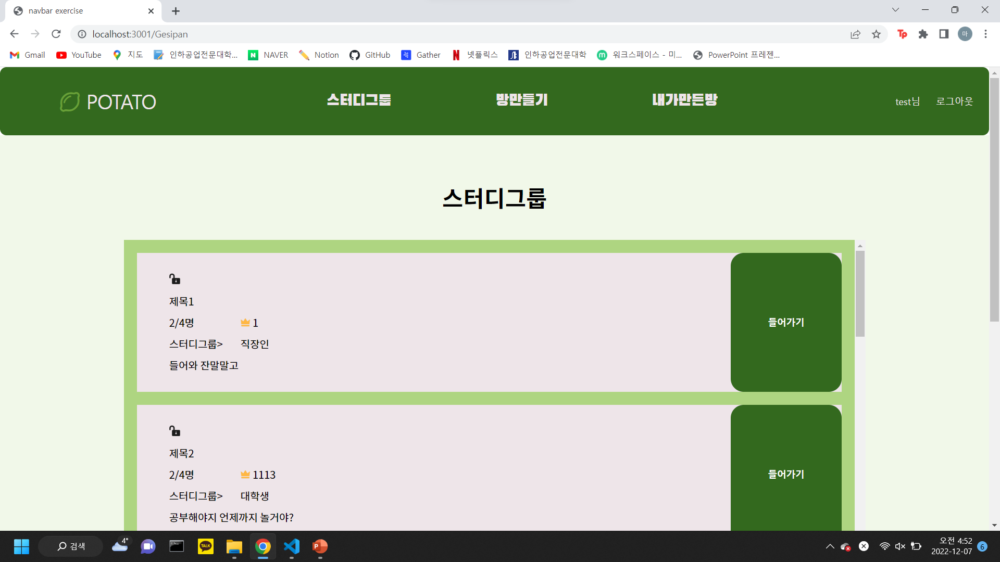 navbar exercise
localhost:3001/Gesipan
Tp
마
Gmail YouTube 지도 인하공업전문대학... NAVER Notion GitHub Gather 넷플릭스 인하공업전문대학 워크스페이스 - 미... PowerPoint 프레젠...
POTATO 스터디그룹 방만들기 내가만든방 test님 로그아웃
스터디그룹
제목1
2/4명 1
스터디그룹> 직장인
들어와 잔말말고
들어가기
제목2
2/4명 1113
스터디그룹> 대학생
공부해야지 언제까지 놀거야?
들어가기
검색
4°
TALK
P
오전 4:52
2022-12-07
6